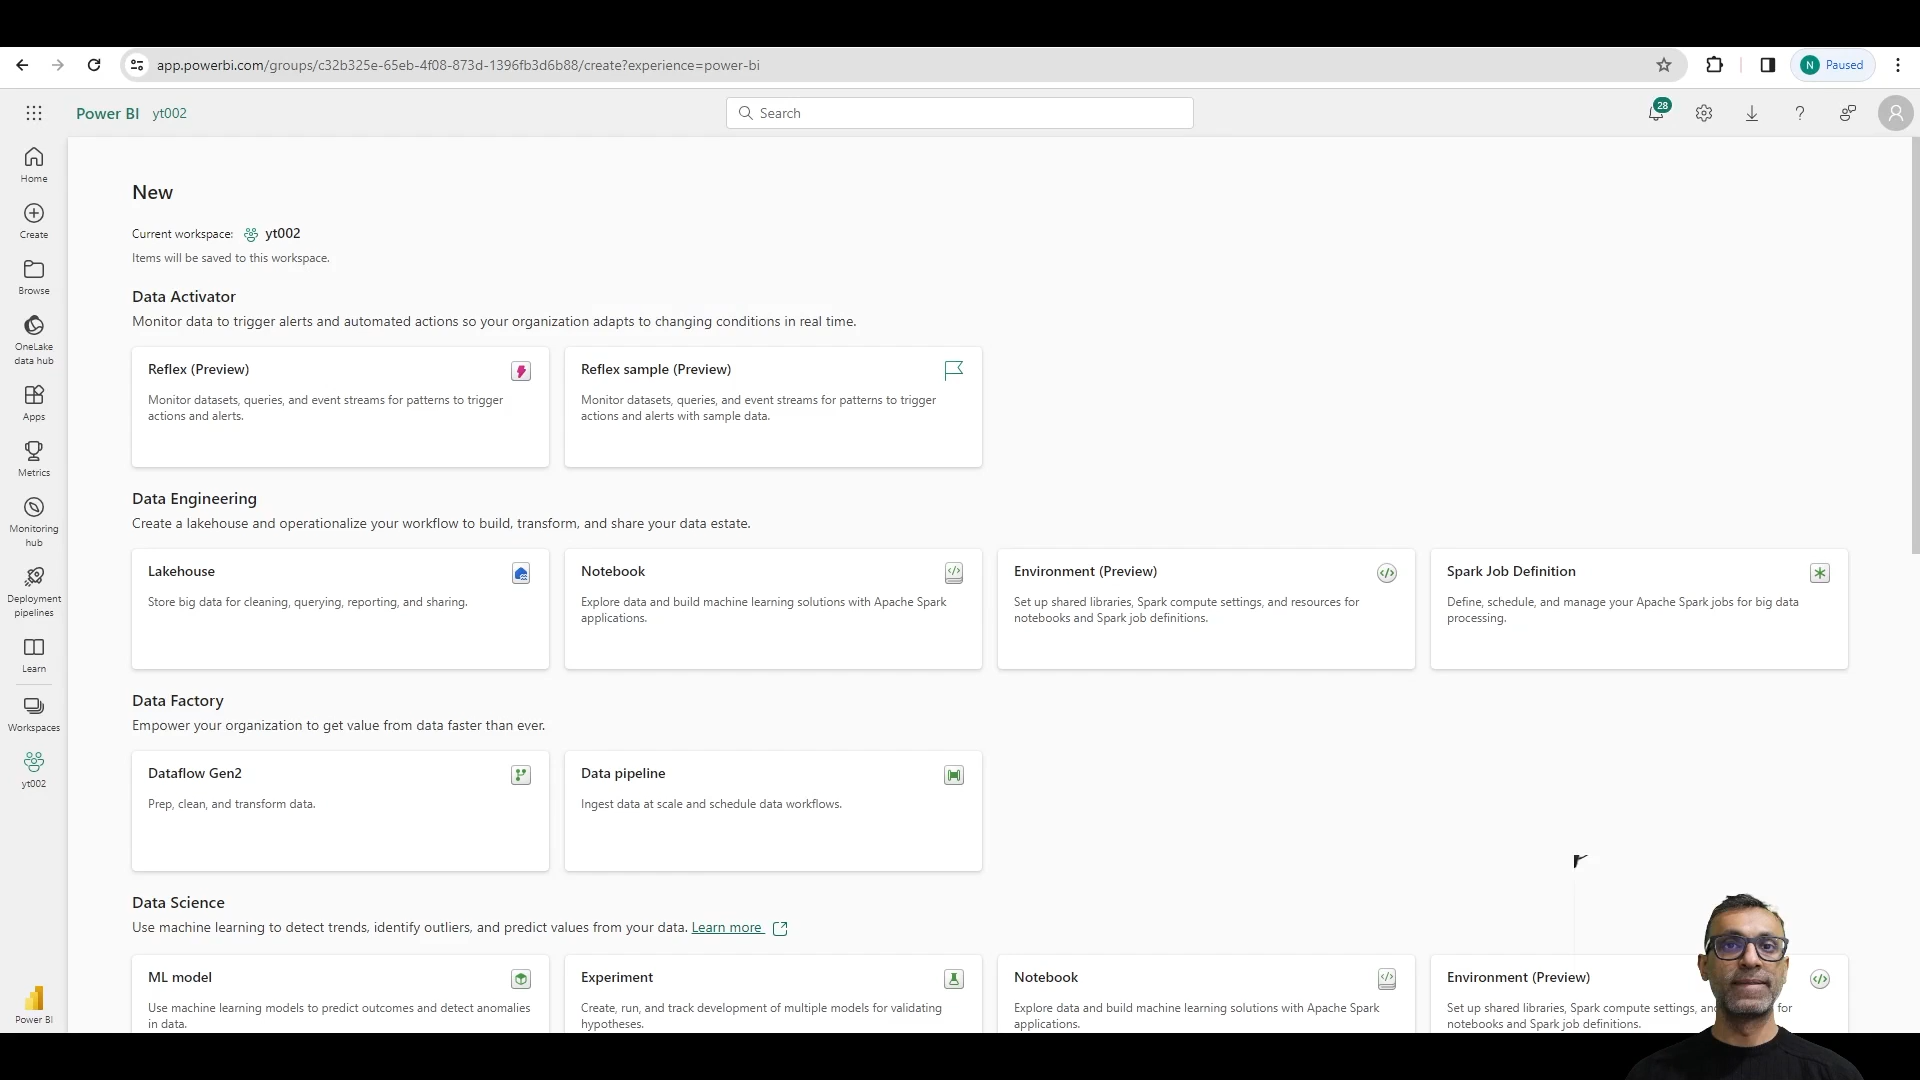 app.powerbi.com/groups/c32b325e-65eb-4f08-873d-1396fb3d6b88/create?experience=power-bi
N Paused
Power BI yt002
Search
28
Home
Create
Browse
OneLake
data hub
Apps
Metrics
Monitoring
hub
Deployment
pipelines
Learn
Workspaces
yt002
Power BI
New
Current workspace: yt002
Items will be saved to this workspace.
Data Activator
Monitor data to trigger alerts and automated actions so your organization adapts to changing conditions in real time.
Reflex (Preview)
Monitor datasets, queries, and event streams for patterns to trigger
actions and alerts.
Reflex sample (Preview)
Monitor datasets, queries, and event streams for patterns to trigger
actions and alerts with sample data.
Data Engineering
Create a lakehouse and operationalize your workflow to build, transform, and share your data estate.
Lakehouse
Store big data for cleaning, querying, reporting, and sharing.
Notebook
Explore data and build machine learning solutions with Apache Spark
applications.
Environment (Preview)
Set up shared libraries, Spark compute settings, and resources for
notebooks and Spark job definitions.
Spark Job Definition
Define, schedule, and manage your Apache Spark jobs for big data
processing.
Data Factory
Empower your organization to get value from data faster than ever.
Dataflow Gen2
Prep, clean, and transform data.
Data pipeline
Ingest data at scale and schedule data workflows.
Data Science
Use machine learning to detect trends, identify outliers, and predict values from your data. Learn more
ML model
Use machine learning models to predict outcomes and detect anomalies
in data.
Experiment
Create, run, and track development of multiple models for validating
hypotheses.
Notebook
Explore data and build machine learning solutions with Apache Spark
applications.
Environment (Preview)
Set up shared libraries, Spark compute settings, for
notebooks and Spark job definitions.